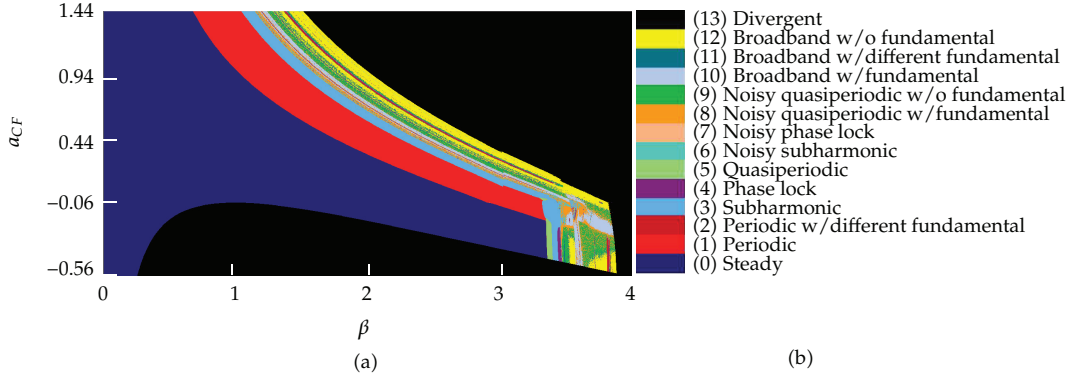 1.44
0.94
0.44
−0.06
−0.56
a_CF
0 1 2 3 4
β
(a)
(13) Divergent
(12) Broadband w/o fundamental
(11) Broadband w/different fundamental
(10) Broadband w/fundamental
(9) Noisy quasiperiodic w/o fundamental
(8) Noisy quasiperiodic w/fundamental
(7) Noisy phase lock
(6) Noisy subharmonic
(5) Quasiperiodic
(4) Phase lock
(3) Subharmonic
(2) Periodic w/different fundamental
(1) Periodic
(0) Steady
(b)